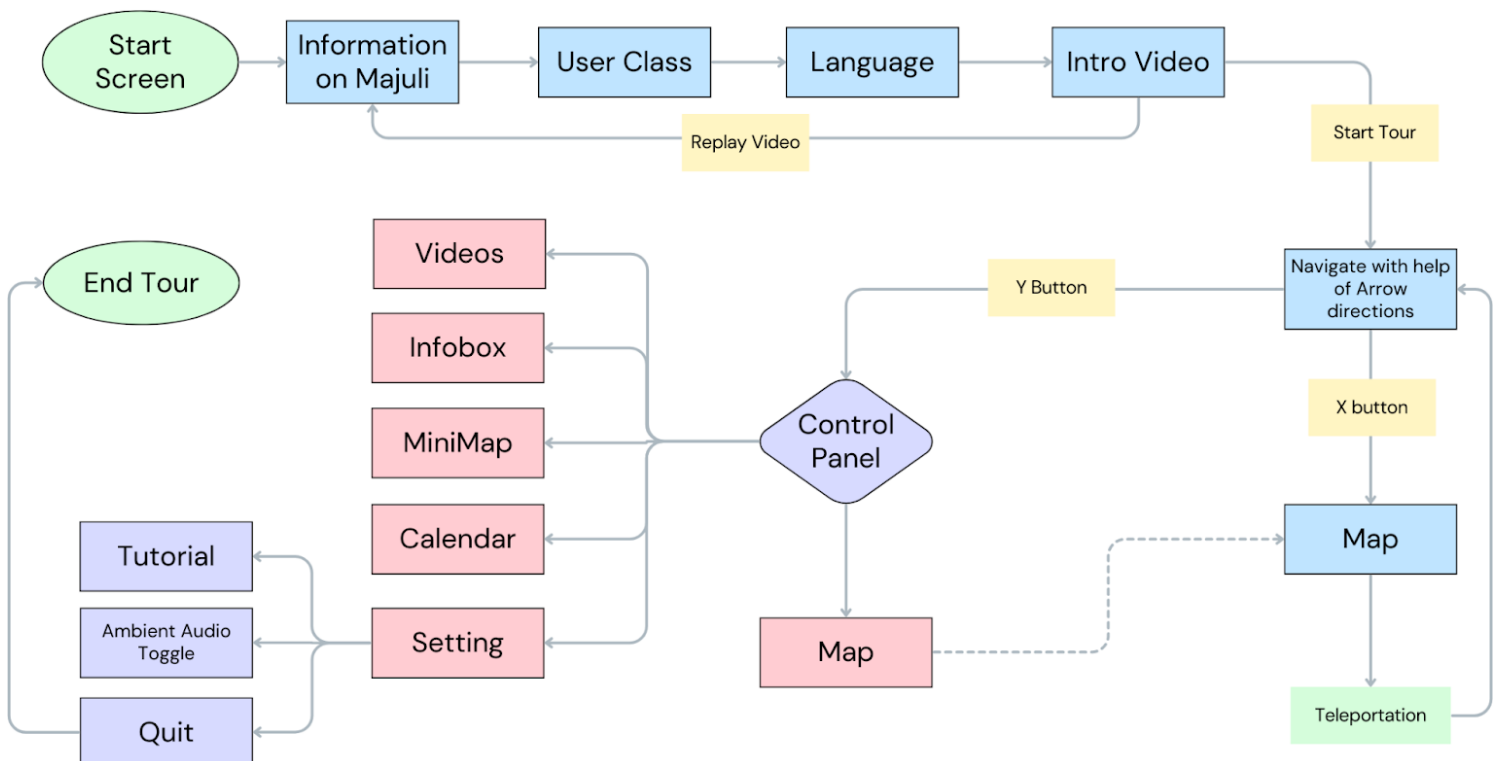 Start
Screen
Information
on Majuli
User Class
Language
Intro Video
Replay Video
Start Tour
Videos
End Tour
Navigate with help
of Arrow
directions
Y Button
Infobox
X button
MiniMap
Control
Panel
Calendar
Map
Tutorial
Ambient Audio
Toggle
Setting
Map
Teleportation
Quit